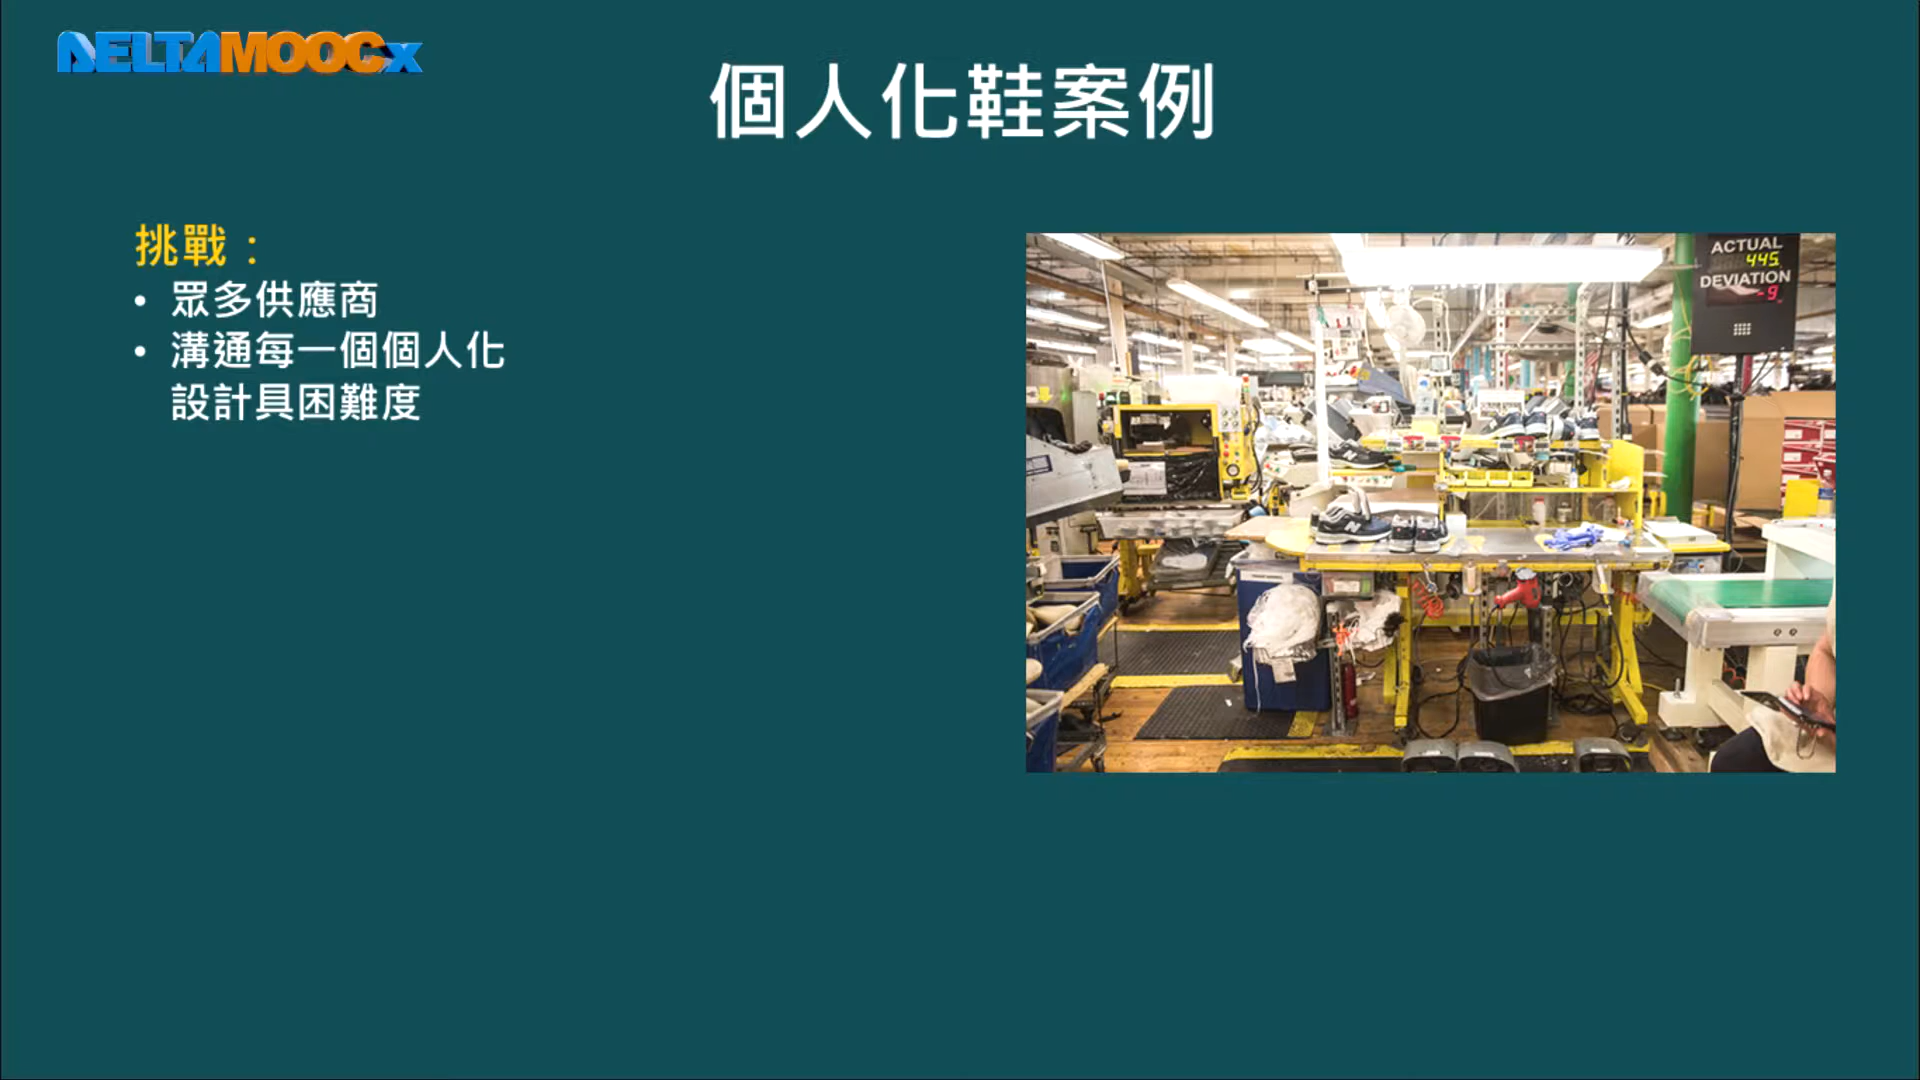 DELTAMOOCx
個人化鞋案例
挑戰：
• 眾多供應商
• 溝通每一個個人化
設計具困難度
ACTUAL
445
DEVIATION
-9
N
N